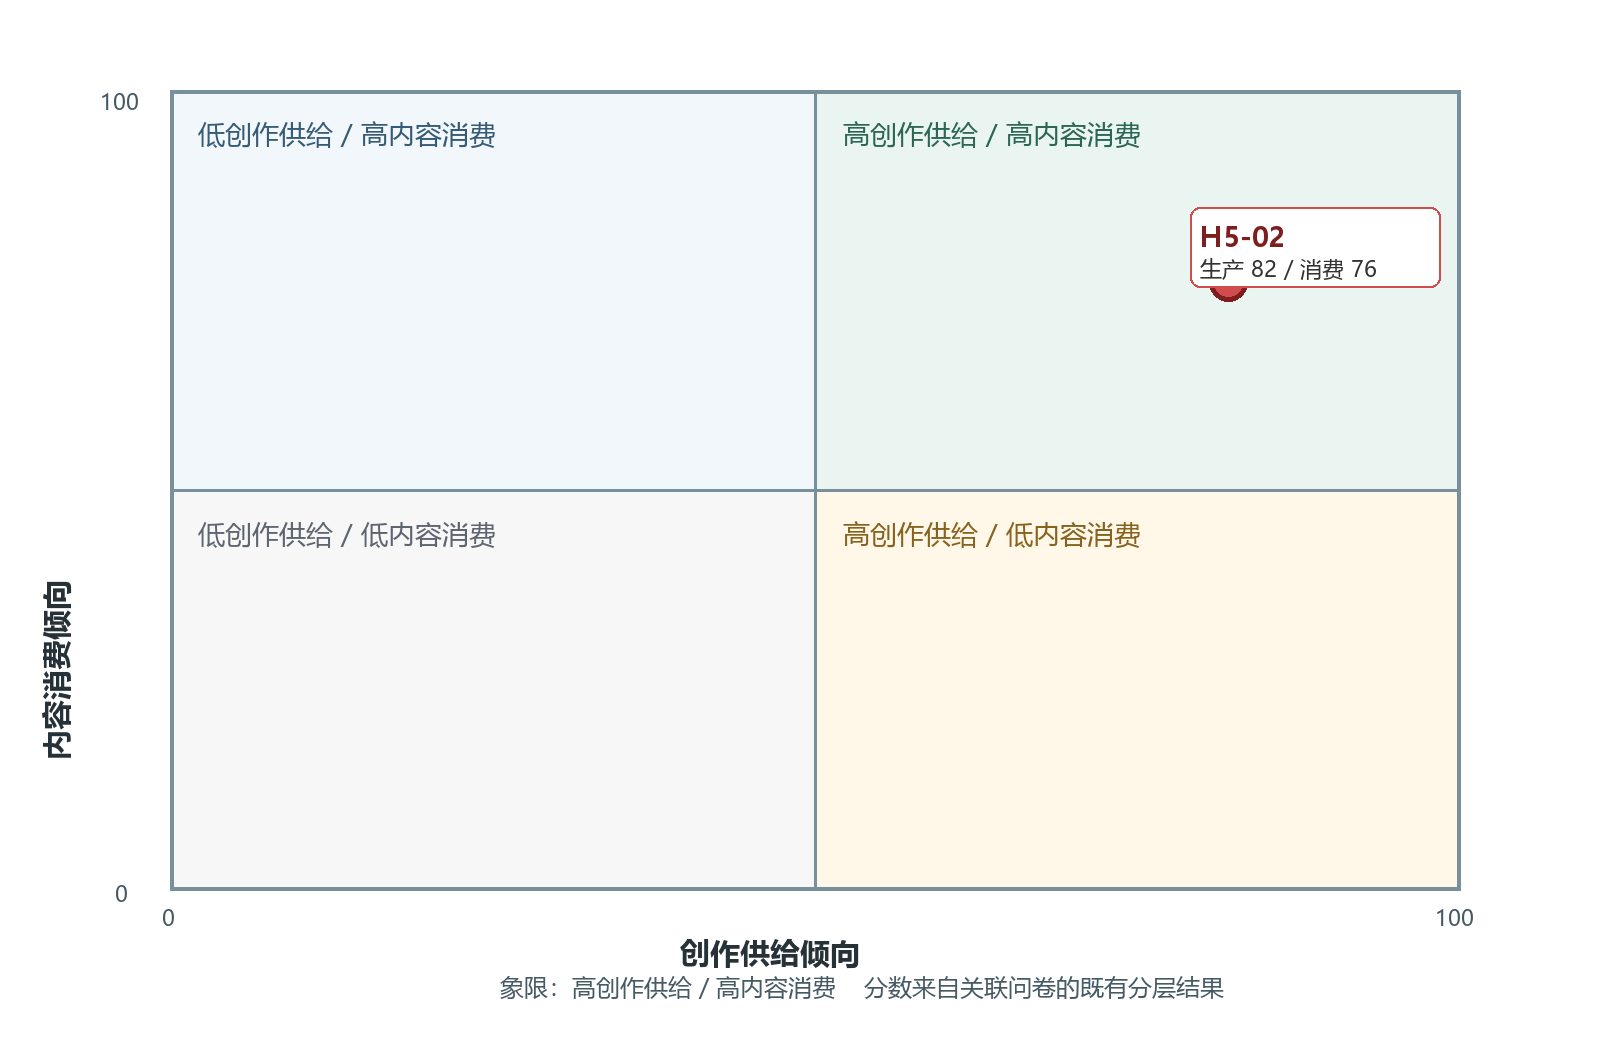 100
低创作供给 / 高内容消费
高创作供给 / 高内容消费
H5-02
生产 82 / 消费 76
低创作供给 / 低内容消费
高创作供给 / 低内容消费
内容消费倾向
0
0
100
创作供给倾向
象限：高创作供给 / 高内容消费 分数来自关联问卷的既有分层结果